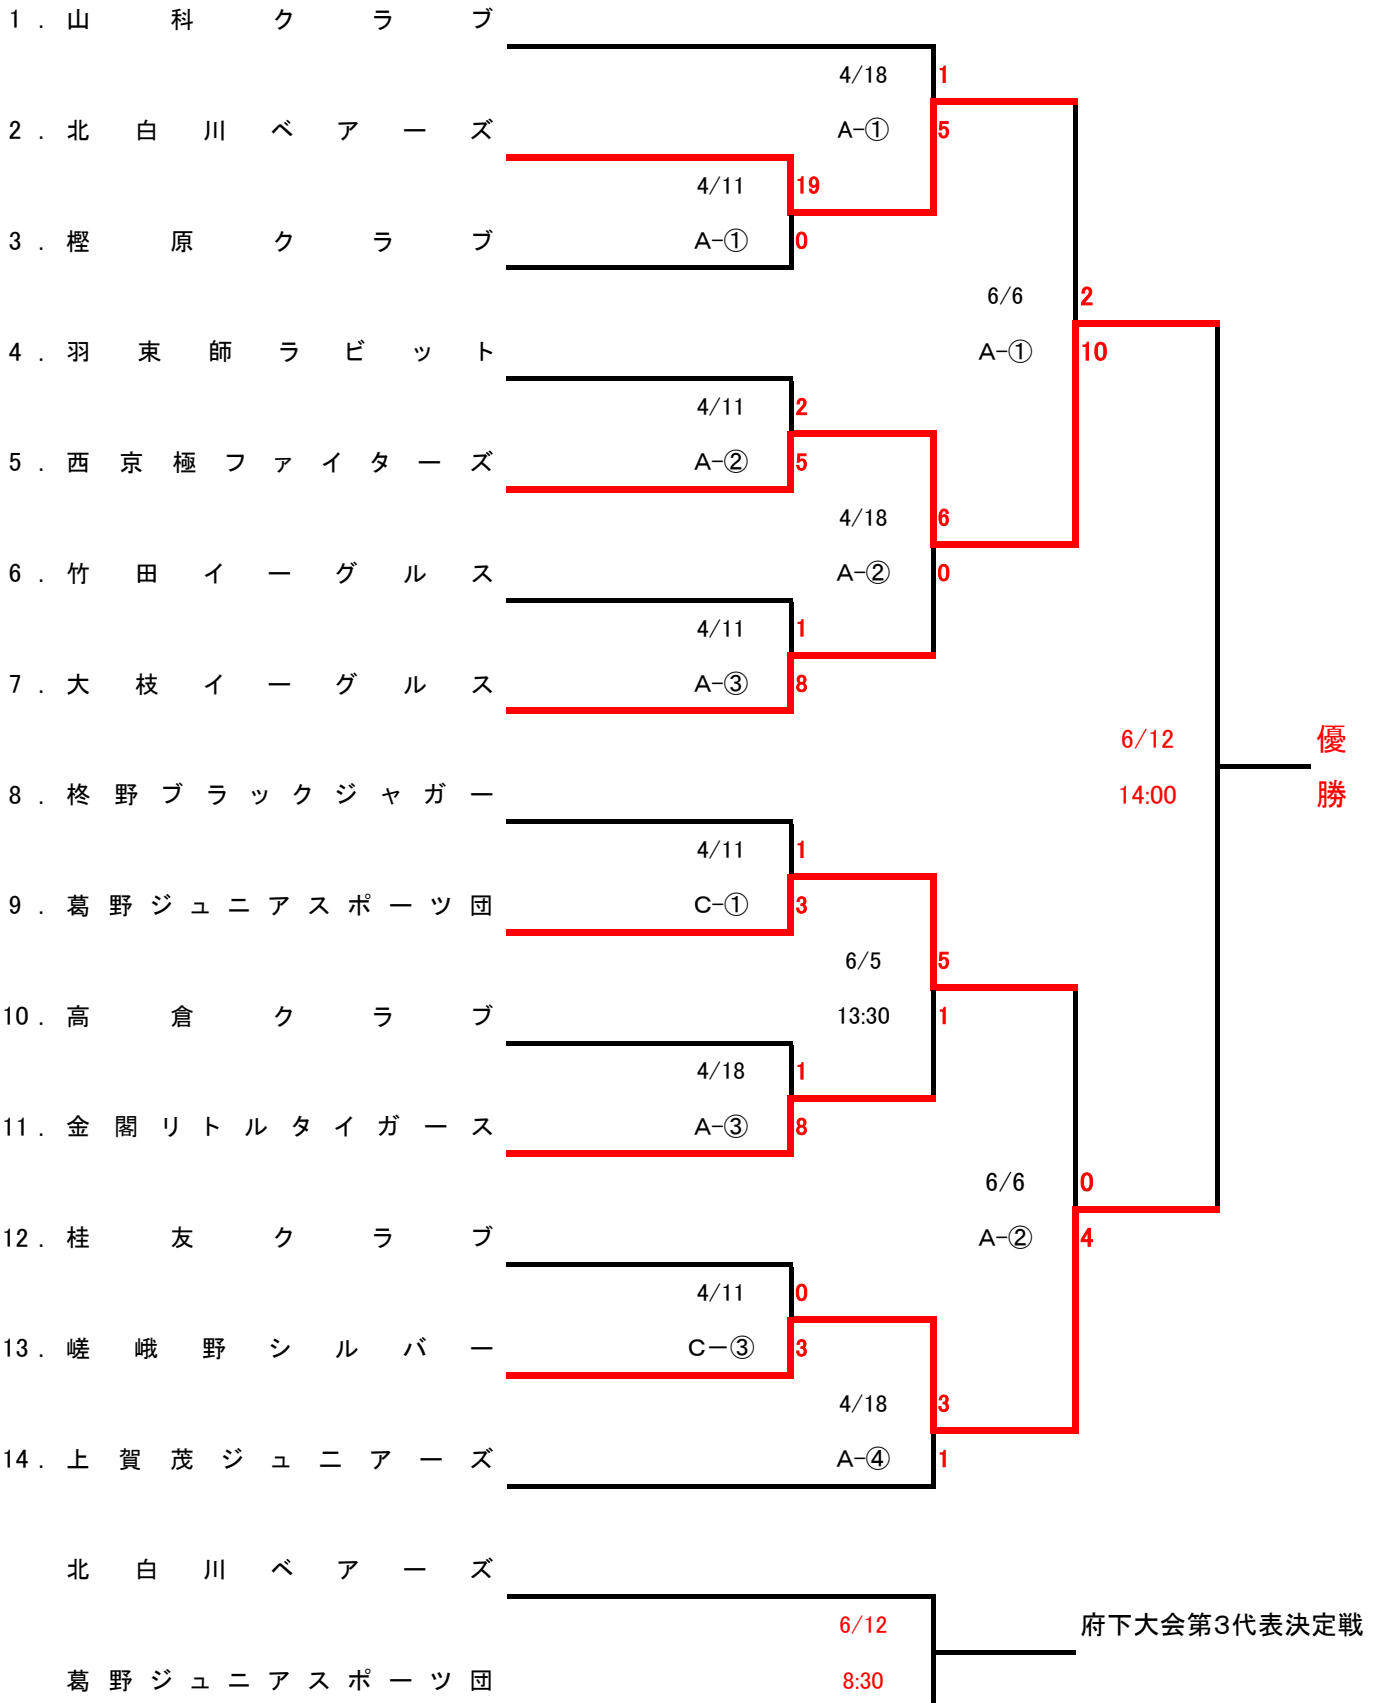 1．山科クラブ
4/18 1
2．北白川ベアーズ A-① 5
4/11 19
3．樫原クラブ A-① 0
6/6 2
4．羽束師ラビット A-① 10
4/11 2
5．西京極ファイターズ A-② 5
4/18 6
6．竹田イーグルス A-② 0
4/11 1
7．大枝イーグルス A-③ 8
6/12 優
8．柊野ブラックジャガー 14:00 勝
4/11 1
9．葛野ジュニアスポーツ団 C-① 3
6/5 5
10．高倉クラブ 13:30 1
4/18 1
11．金閣リトルタイガース A-③ 8
6/6 0
12．桂友クラブ A-② 4
4/11 0
13．嵯峨野シルバー C－③ 3
4/18 3
14．上賀茂ジュニアーズ A-④ 1
北白川ベアーズ
6/12 府下大会第3代表決定戦
葛野ジュニアスポーツ団 8:30